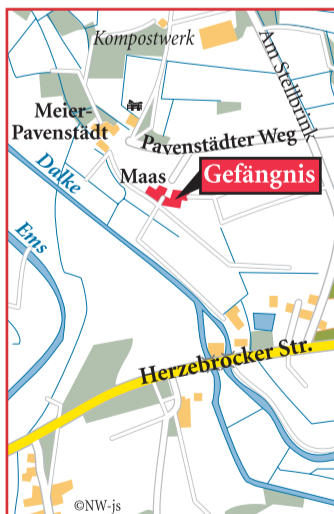 Kompostwerk
Am Stellbrink
Meier-
Pavenstädt
Pavenstädter Weg
Dalke
Maas
Gefängnis
Ems
Herzebrocker Str.
©NW-js